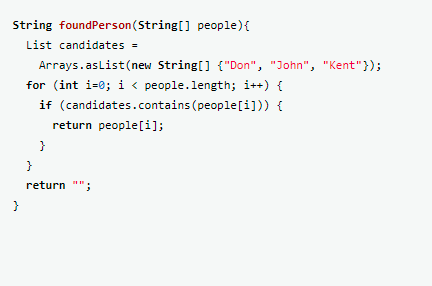 String foundPerson(String[] people){
List candidates =
Arrays.asList(new String[] {"Don", "John", "Kent"});
for (int i=0; i < people.length; i++) {
if (candidates.contains(people[i])) {
return people[i];
}
}
return "";
}